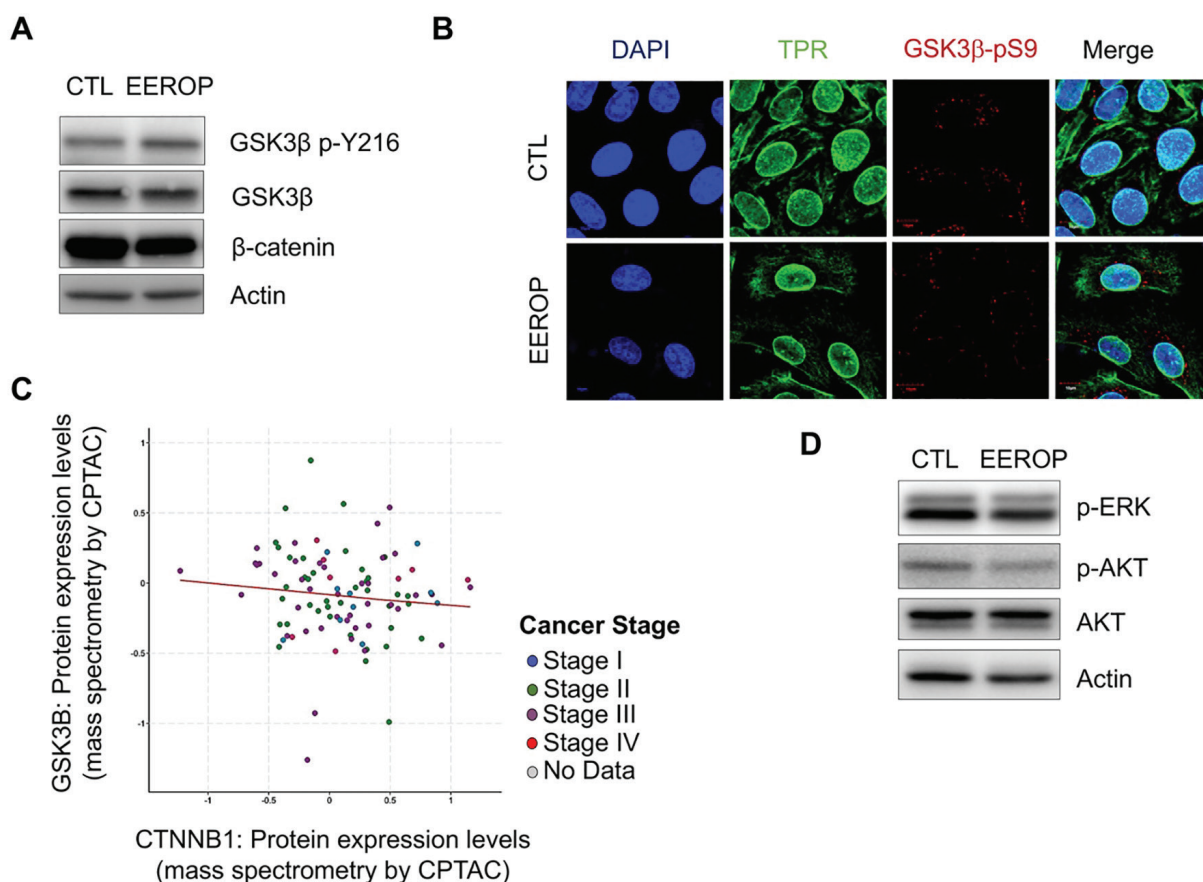 A
CTL EEROP
GSK3β p-Y216
GSK3β
β-catenin
Actin
B
DAPI TPR GSK3β-pS9 Merge
CTL
EEROP
C
GSK3B: Protein expression levels
(mass spectrometry by CPTAC)
1
0.5
0
-0.5
-1
-1 -0.5 0 0.5 1
CTNNB1: Protein expression levels
(mass spectrometry by CPTAC)
Cancer Stage
Stage I
Stage II
Stage III
Stage IV
No Data
D
CTL EEROP
p-ERK
p-AKT
AKT
Actin